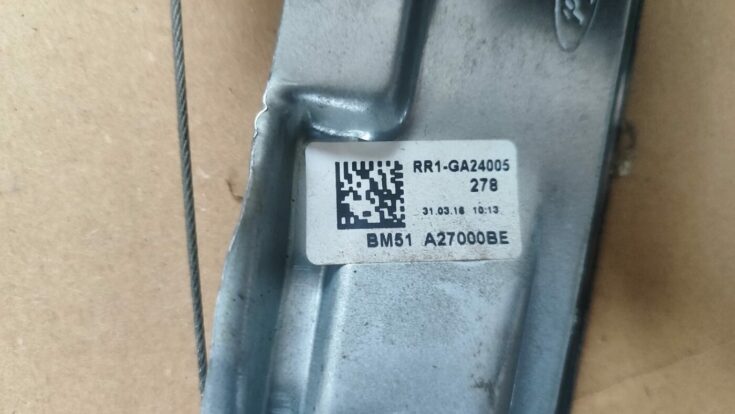 RR1-GA24005
278
31.03.16 10:13
BM51 A27000BE